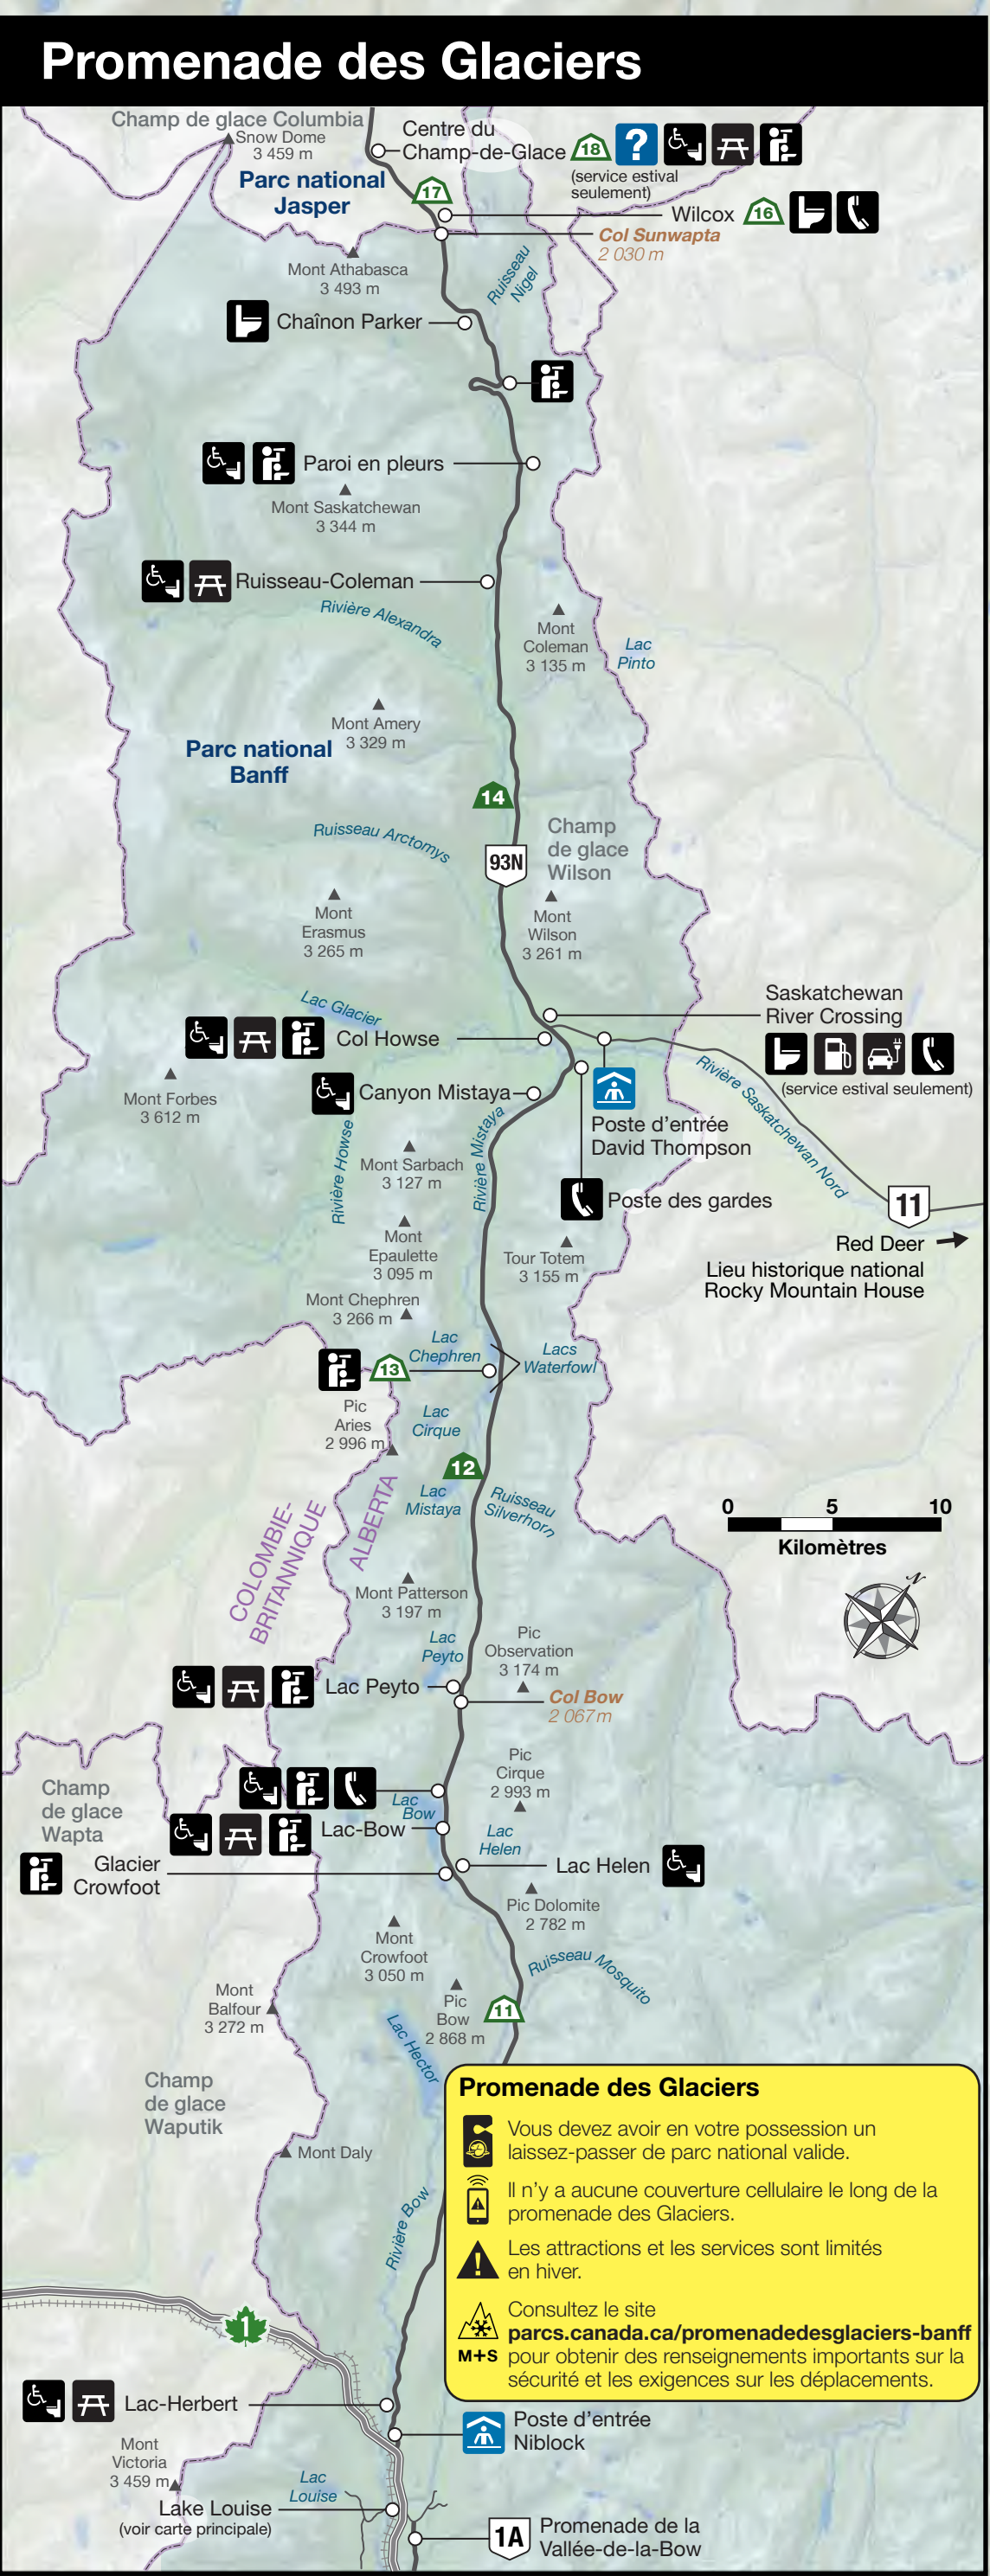 Promenade des Glaciers
Champ de glace Columbia
Snow Dome
3 459 m
Centre du
Champ-de-Glace
18
?
(service estival
seulement)
Parc national
Jasper
17
Wilcox
16
Col Sunwapta
2 030 m
Mont Athabasca
3 493 m
Ruisseau
Nigel
Chaînon Parker
Paroi en pleurs
Mont Saskatchewan
3 344 m
Ruisseau-Coleman
Rivière Alexandra
Mont
Coleman
3 135 m
Lac
Pinto
Mont Amery
3 329 m
Parc national
Banff
14
Ruisseau Arctomys
Champ
de glace
Wilson
93N
Mont
Erasmus
3 265 m
Mont
Wilson
3 261 m
Saskatchewan
River Crossing
(service estival seulement)
Lac Glacier
Col Howse
Mont Forbes
3 612 m
Canyon Mistaya
Poste d'entrée
David Thompson
Rivière Saskatchewan Nord
Rivière Howse
Mont Sarbach
3 127 m
Rivière Mistaya
Poste des gardes
11
Red Deer
Lieu historique national
Rocky Mountain House
Mont
Epaulette
3 095 m
Tour Totem
3 155 m
Mont Chephren
3 266 m
Lac
Chephren
Lacs
Waterfowl
13
Pic
Aries
2 996 m
Lac
Cirque
12
Lac
Mistaya
Ruisseau
Silverhorn
0 5 10
Kilomètres
N
COLOMBIE-
BRITANNIQUE
ALBERTA
Mont Patterson
3 197 m
Lac
Peyto
Pic
Observation
3 174 m
Lac Peyto
Col Bow
2 067 m
Pic
Cirque
2 993 m
Champ
de glace
Wapta
Lac
Bow
Lac-Bow
Lac
Helen
Glacier
Crowfoot
Lac Helen
Pic Dolomite
2 782 m
Mont
Crowfoot
3 050 m
Ruisseau Mosquito
Mont
Balfour
3 272 m
Pic
Bow
2 868 m
11
Lac Hector
Champ
de glace
Waputik
Mont Daly
Rivière Bow
Promenade des Glaciers
Vous devez avoir en votre possession un
laissez-passer de parc national valide.
Il n'y a aucune couverture cellulaire le long de la
promenade des Glaciers.
Les attractions et les services sont limités
en hiver.
Consultez le site
parcs.canada.ca/promenadedesglaciers-banff
M+S pour obtenir des renseignements importants sur la
sécurité et les exigences sur les déplacements.
1
Lac-Herbert
Poste d'entrée
Niblock
Mont
Victoria
3 459 m
Lac
Louise
Lake Louise
(voir carte principale)
1A
Promenade de la
Vallée-de-la-Bow